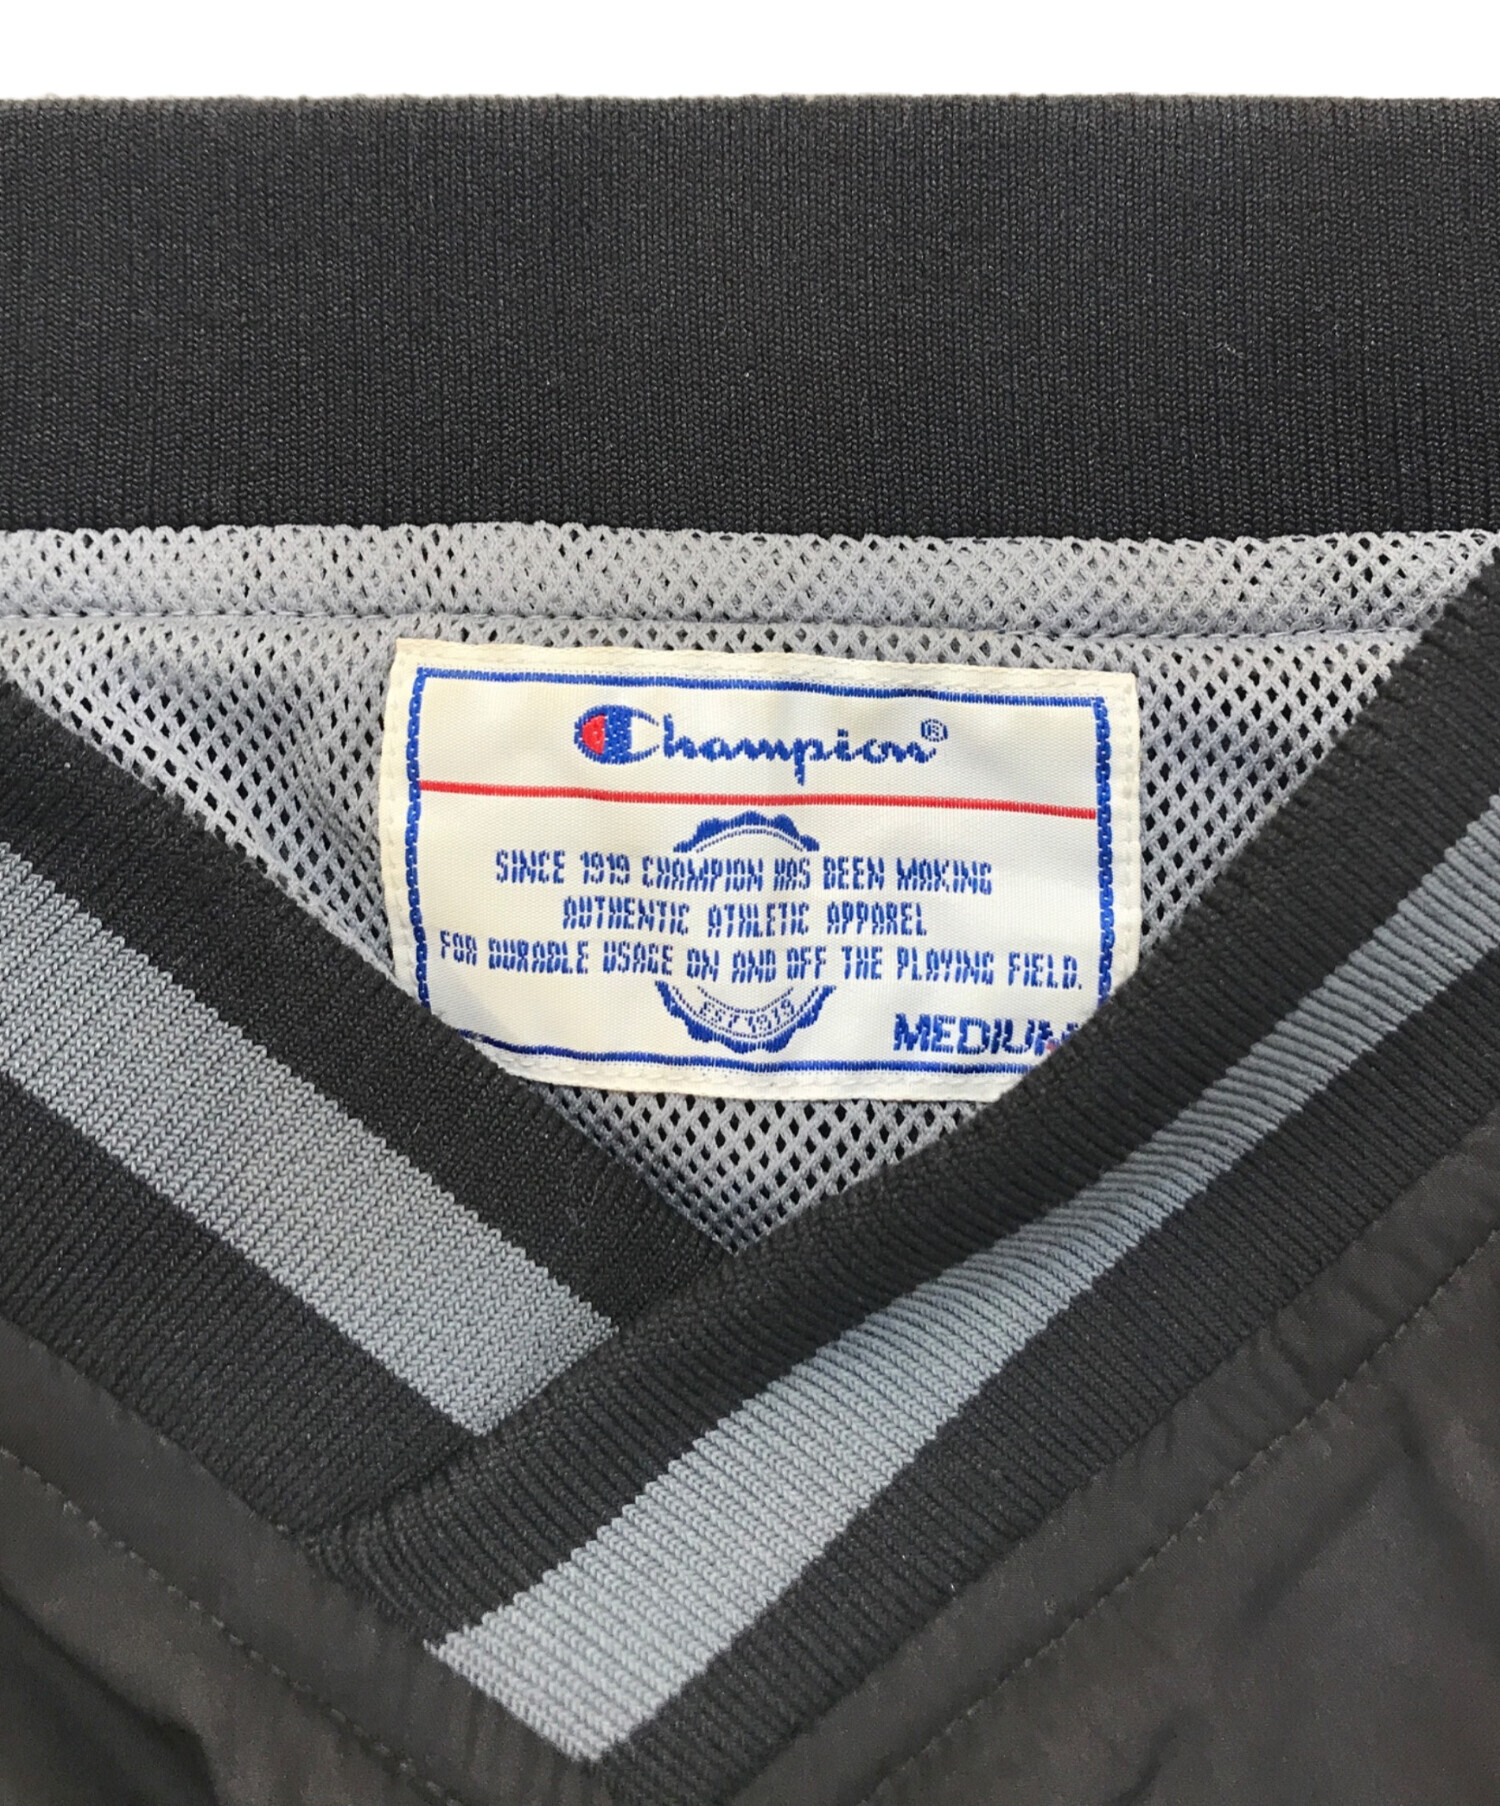 Champion®
SINCE 1919 CHAMPION HAS BEEN MAKING
AUTHENTIC ATHLETIC APPAREL
FOR DURABLE USAGE ON AND OFF THE PLAYING FIELD.
EST 1919
MEDIUM